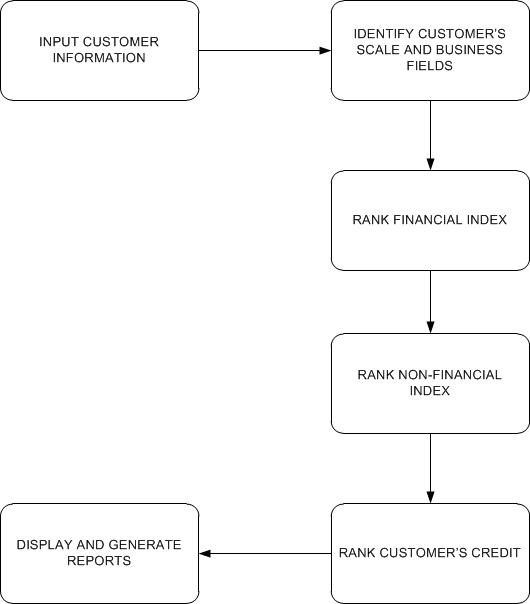 INPUT CUSTOMER
INFORMATION
IDENTIFY CUSTOMER'S
SCALE AND BUSINESS
FIELDS
RANK FINANCIAL INDEX
RANK NON-FINANCIAL
INDEX
RANK CUSTOMER'S CREDIT
DISPLAY AND GENERATE
REPORTS